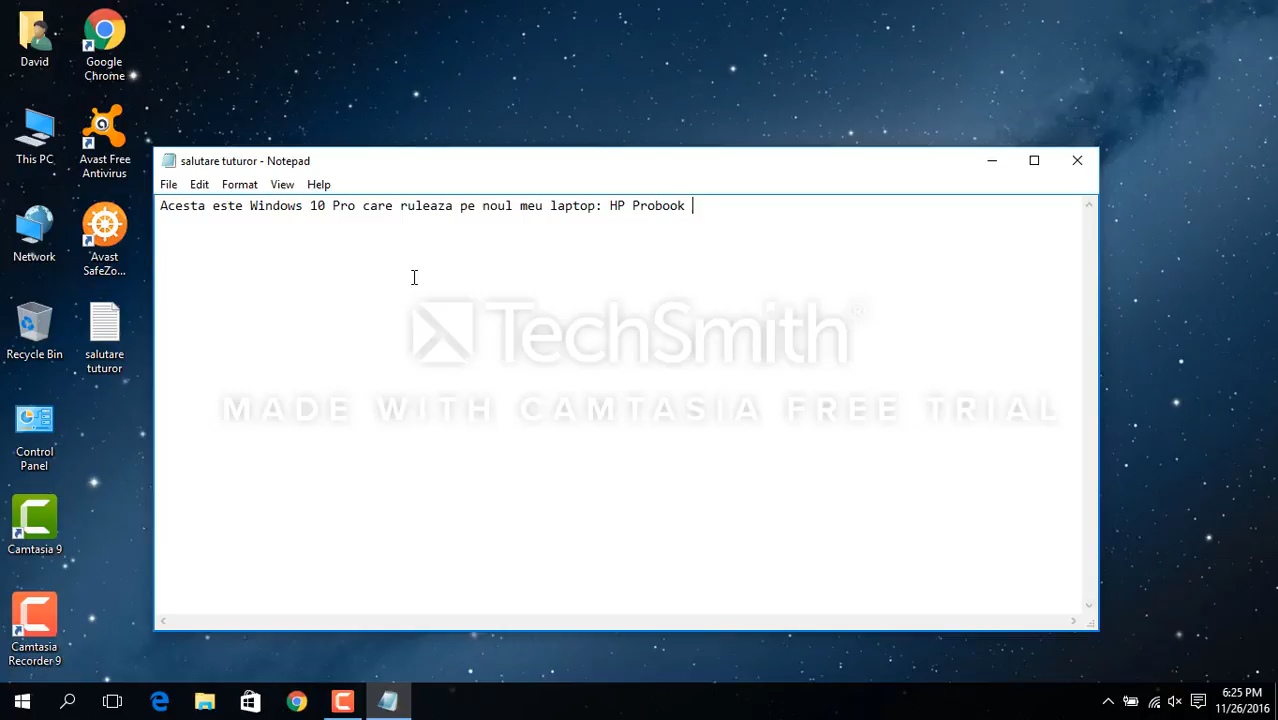 David
Google Chrome
This PC
Avast Free Antivirus
Network
Avast SafeZo...
Recycle Bin
salutare tuturor
Control Panel
Camtasia 9
Camtasia Recorder 9
salutare tuturor - Notepad
File Edit Format View Help
Acesta este Windows 10 Pro care ruleaza pe noul meu laptop: HP Probook
TechSmith®
MADE WITH CAMTASIA FREE TRIAL
6:25 PM
11/26/2016